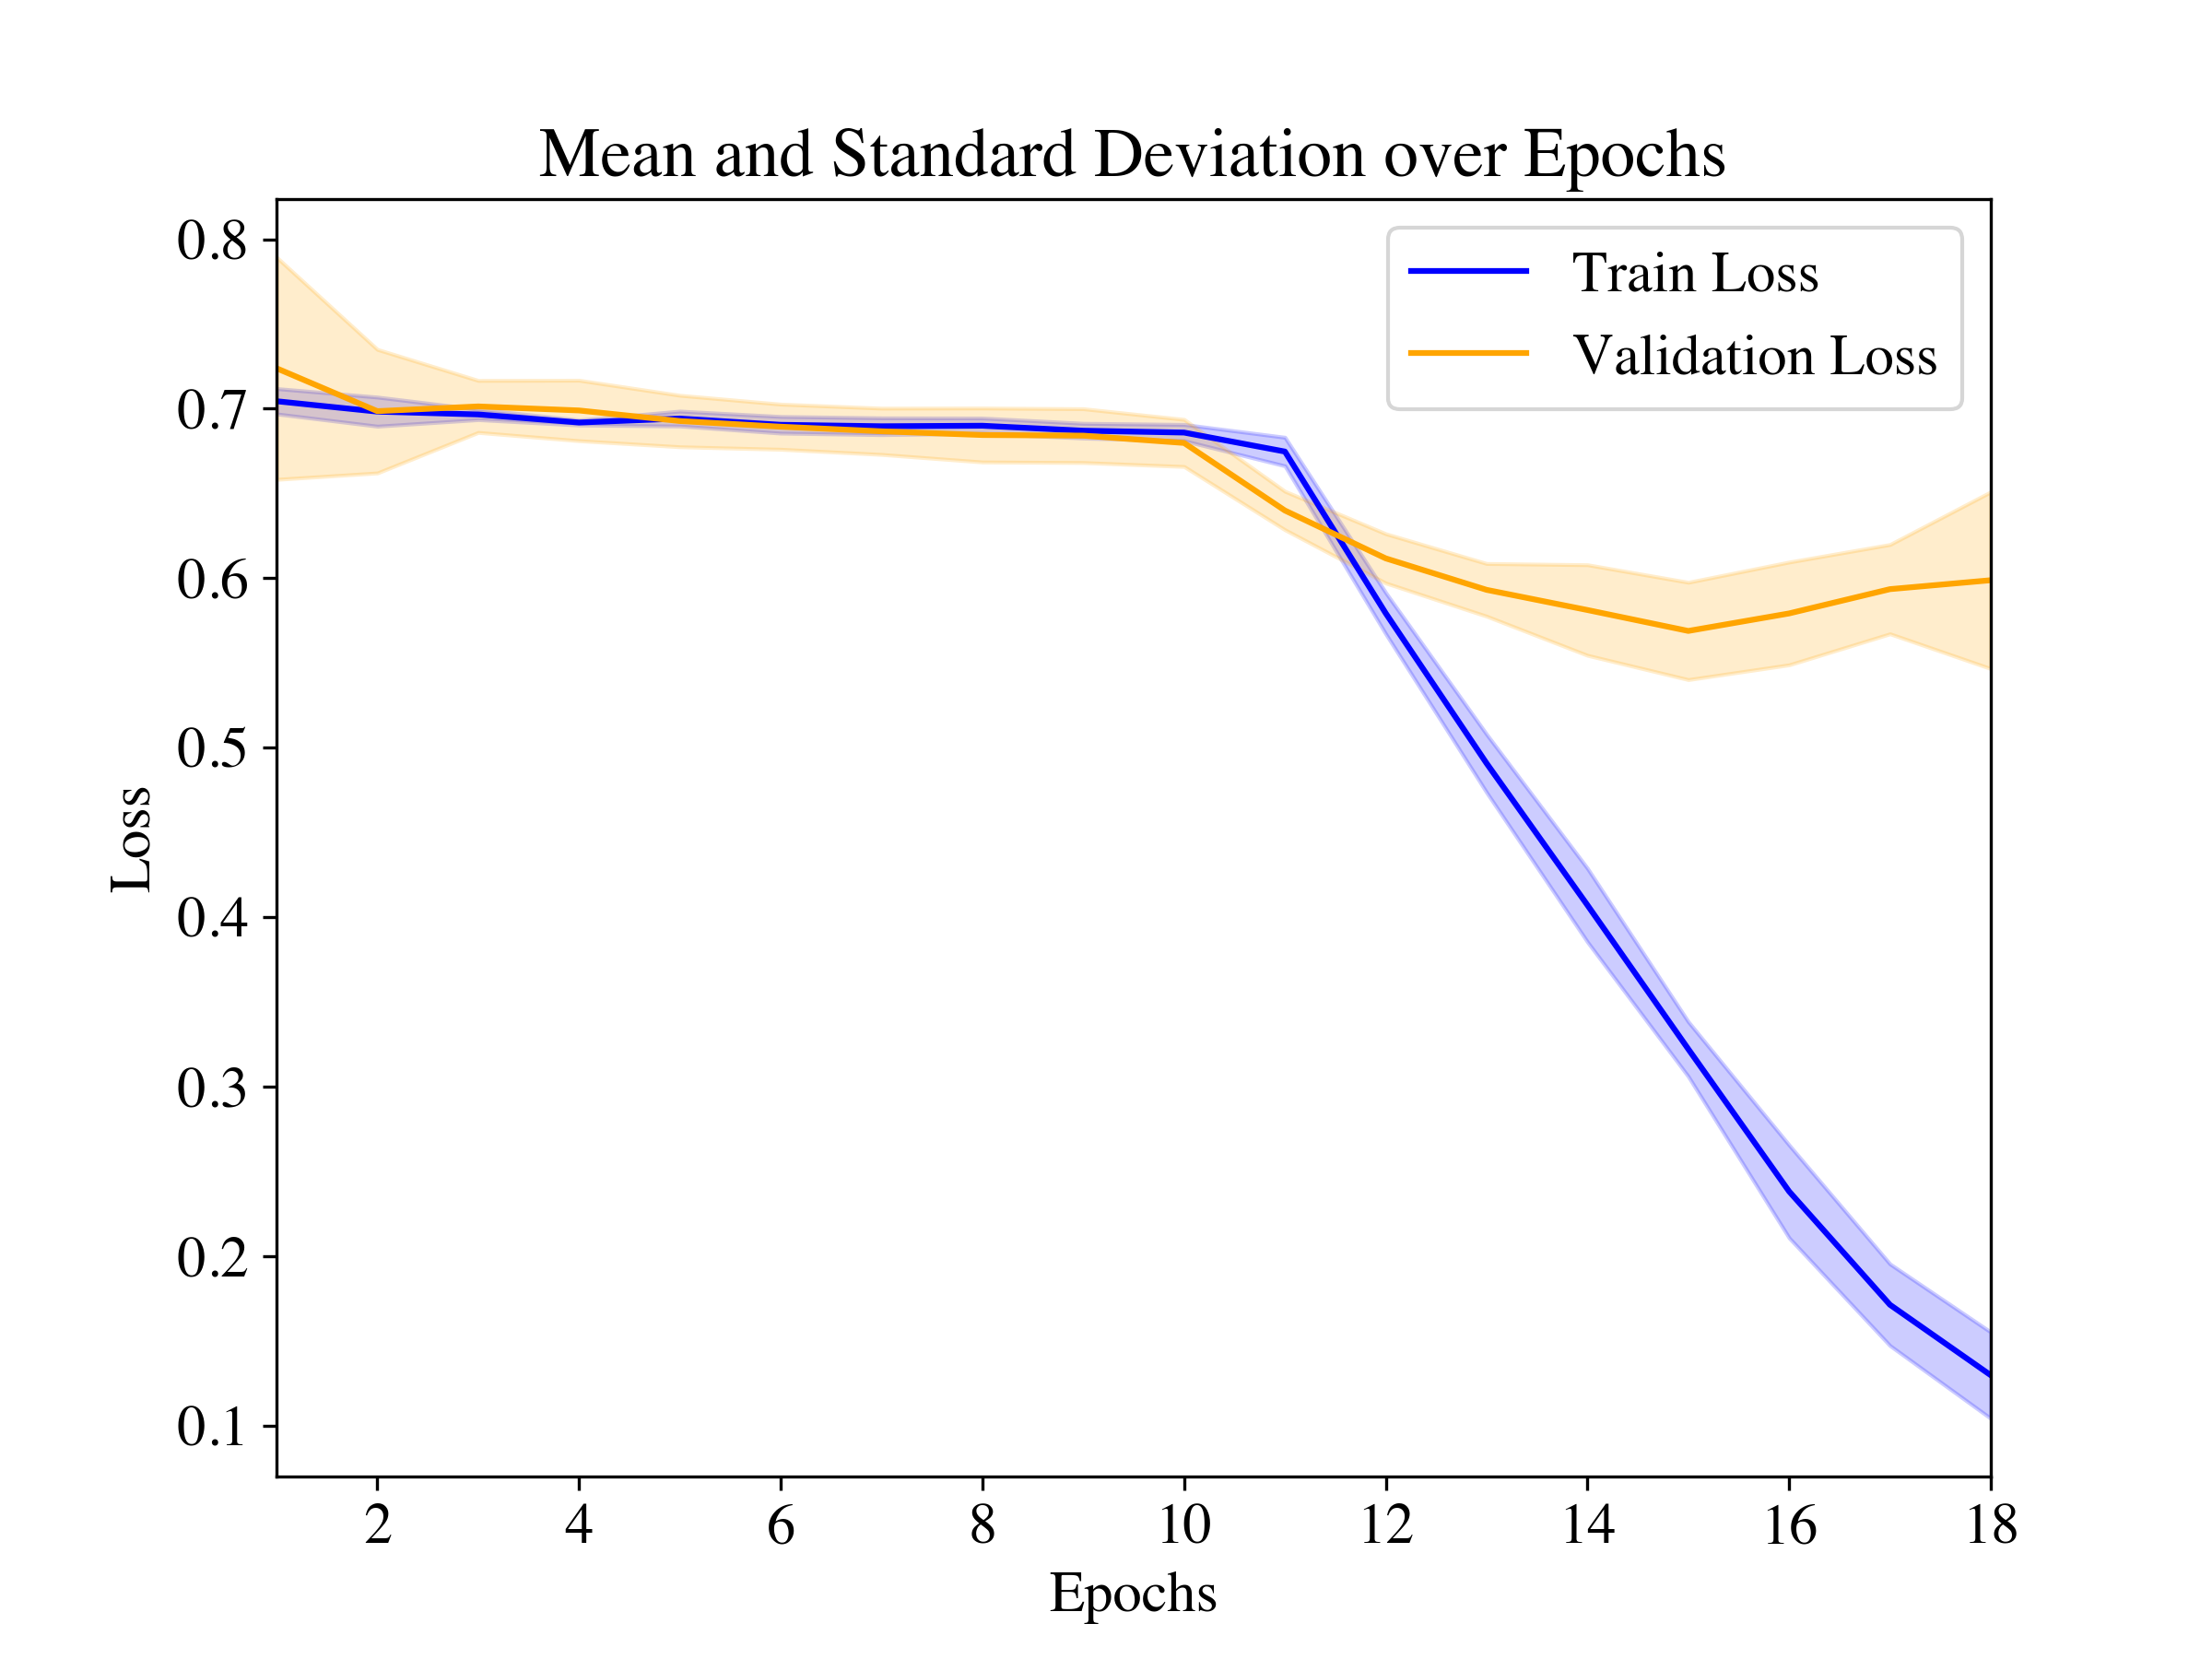 Mean and Standard Deviation over Epochs
Train Loss
Validation Loss
0.8
0.7
0.6
0.5
0.4
0.3
0.2
0.1
Loss
2 4 6 8 10 12 14 16 18
Epochs